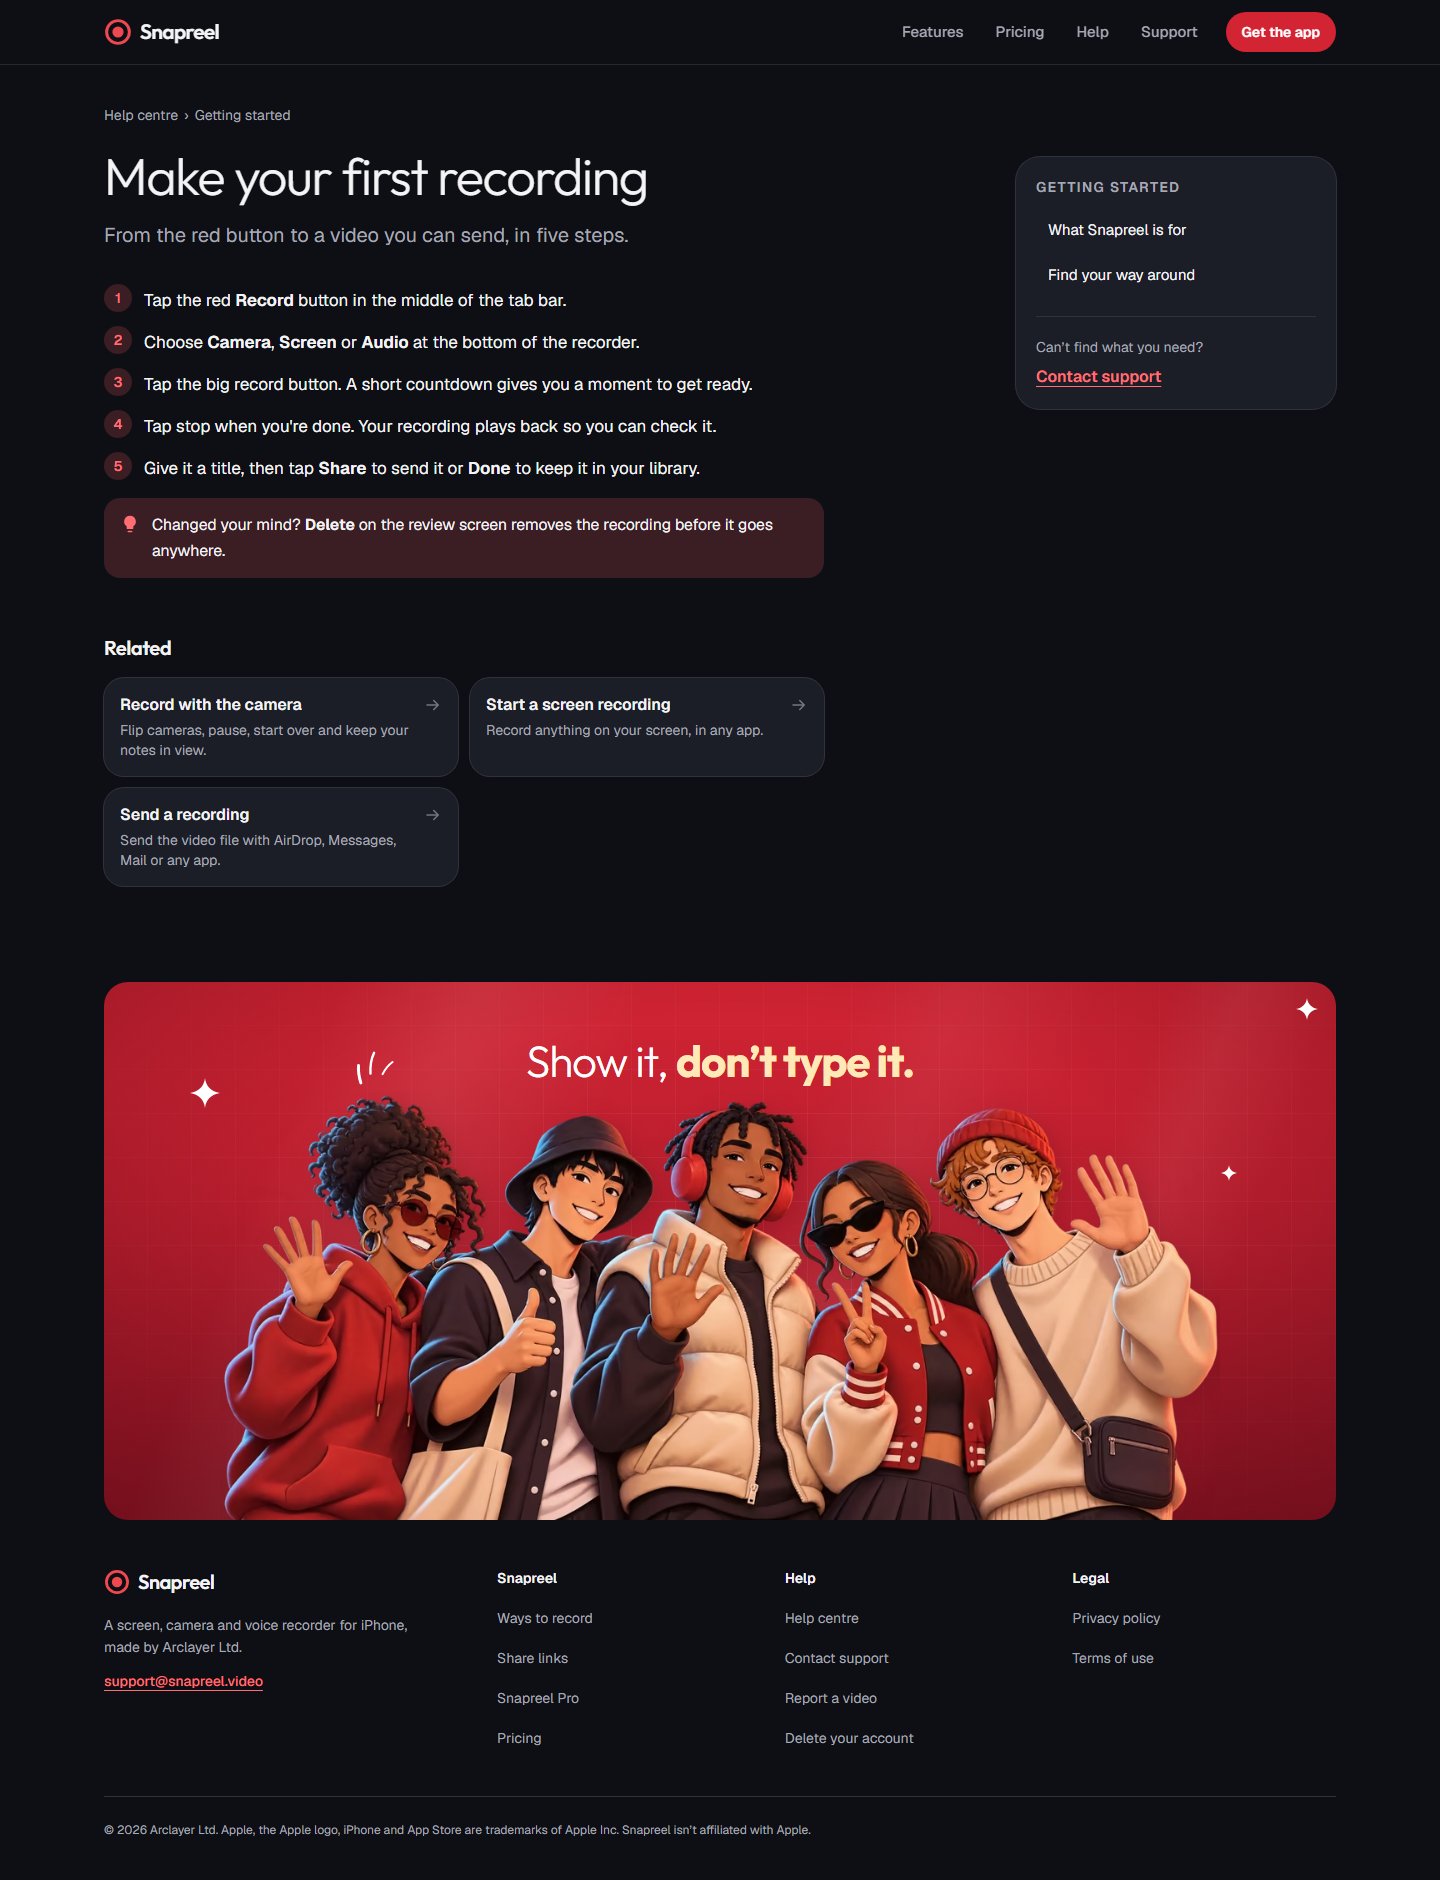 Snapreel
Features
Pricing
Help
Support
Get the app
Help centre › Getting started
Make your first recording
From the red button to a video you can send, in five steps.
1 Tap the red Record button in the middle of the tab bar.
2 Choose Camera, Screen or Audio at the bottom of the recorder.
3 Tap the big record button. A short countdown gives you a moment to get ready.
4 Tap stop when you're done. Your recording plays back so you can check it.
5 Give it a title, then tap Share to send it or Done to keep it in your library.
Changed your mind? Delete on the review screen removes the recording before it goes
anywhere.
GETTING STARTED
What Snapreel is for
Find your way around
Can’t find what you need?
Contact support
Related
Record with the camera
Flip cameras, pause, start over and keep your
notes in view.
Start a screen recording
Record anything on your screen, in any app.
Send a recording
Send the video file with AirDrop, Messages,
Mail or any app.
Show it, don’t type it.
Snapreel
A screen, camera and voice recorder for iPhone,
made by Arclayer Ltd.
support@snapreel.video
Snapreel
Ways to record
Share links
Snapreel Pro
Pricing
Help
Help centre
Contact support
Report a video
Delete your account
Legal
Privacy policy
Terms of use
© 2026 Arclayer Ltd. Apple, the Apple logo, iPhone and App Store are trademarks of Apple Inc. Snapreel isn’t affiliated with Apple.